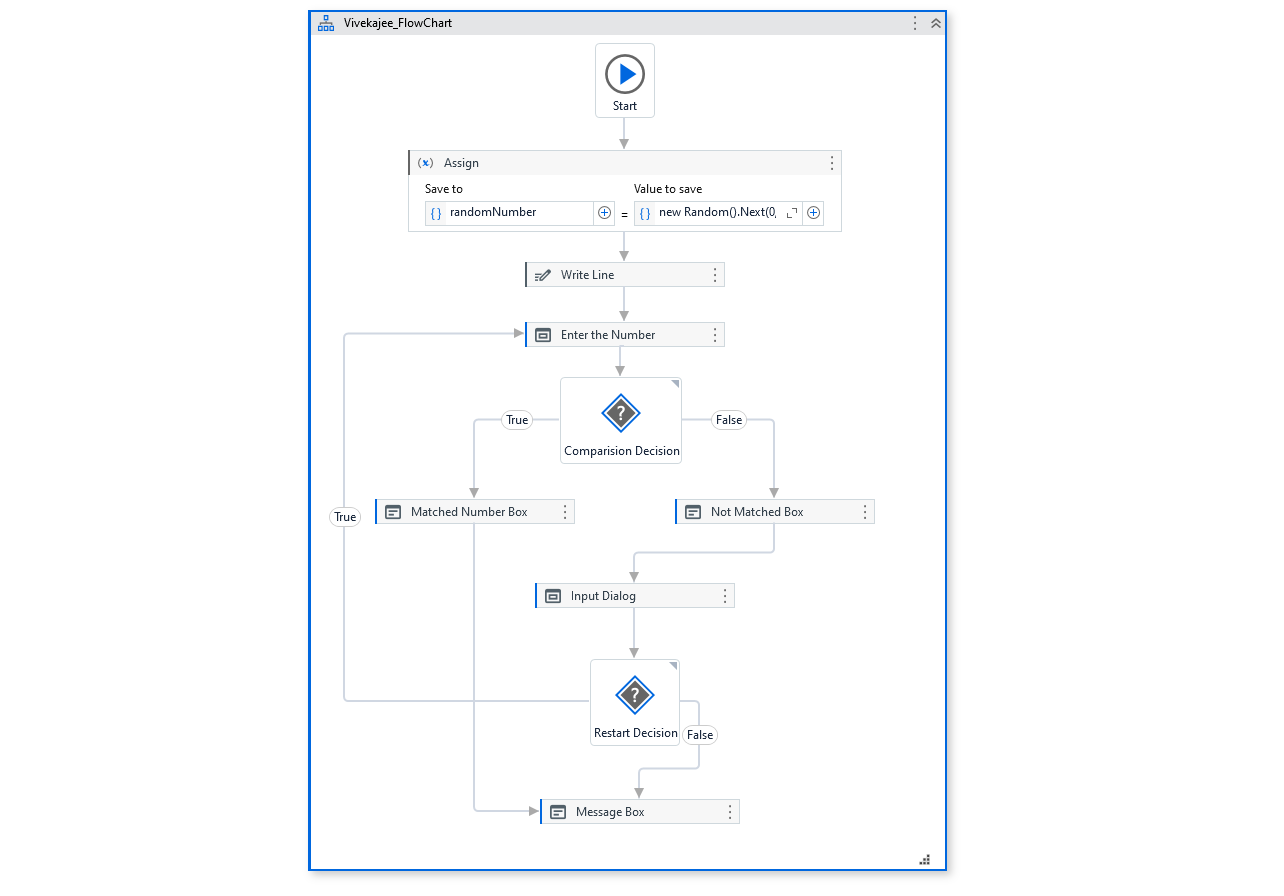 Vivekajee_FlowChart
Start
(x) Assign
Save to Value to save
{ } randomNumber = { } new Random().Next(0,
Write Line
Enter the Number
True ? False
Comparision Decision
Matched Number Box Not Matched Box
True
Input Dialog
?
Restart Decision False
Message Box